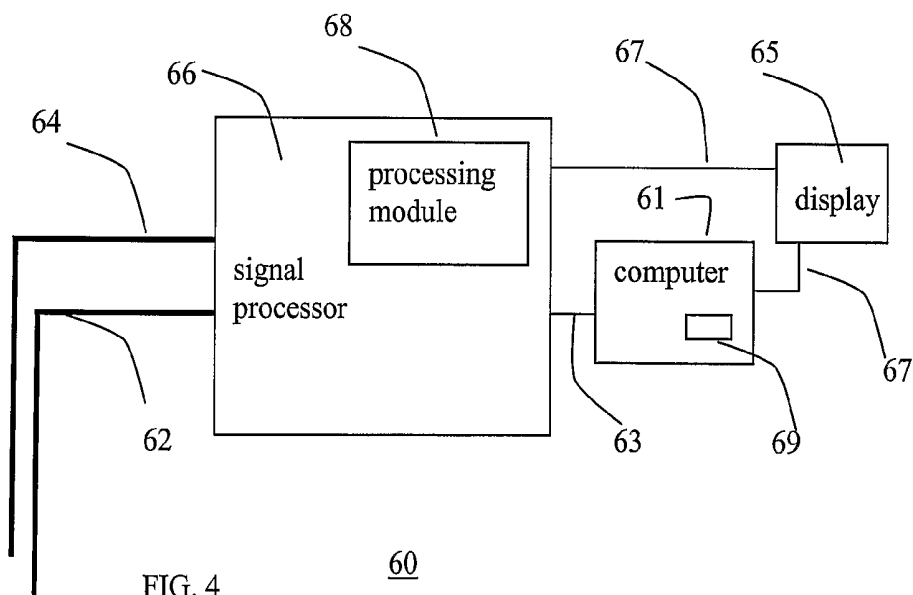 68
67
65
66
64
processing
module
61
display
signal
processor
computer
62
63
69
67
60
FIG. 4